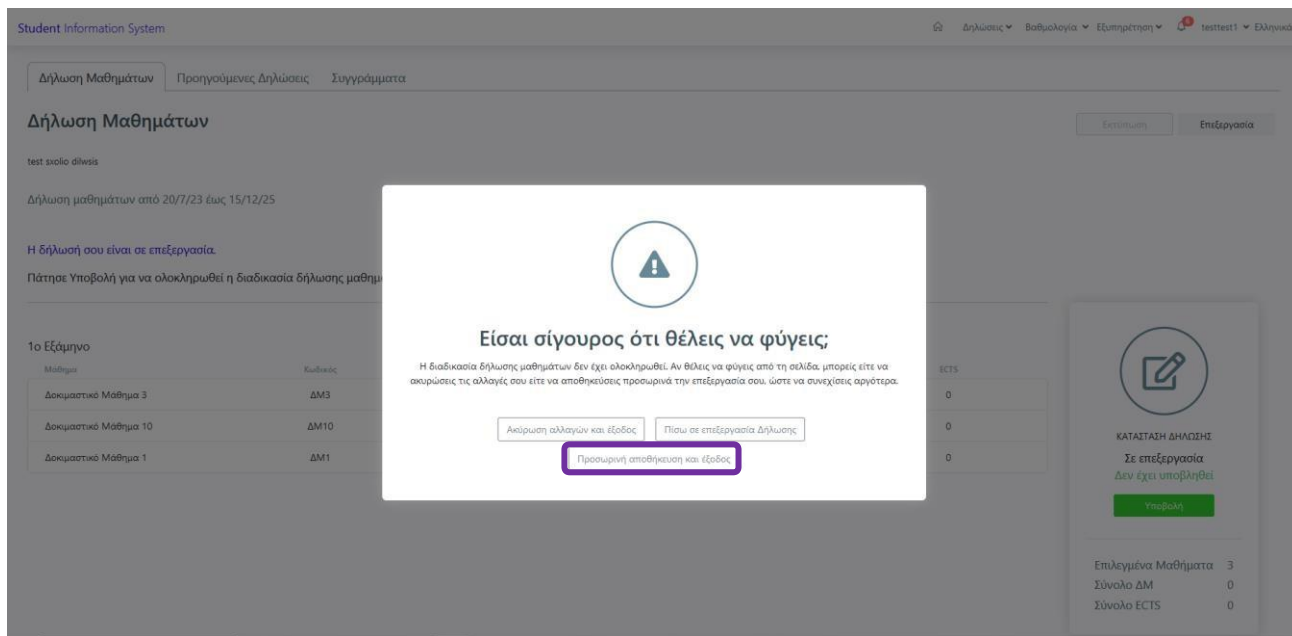 Student Information System
Δηλώσεις Βαθμολογία Εξυπηρέτηση 6 testtest1 Ελληνικά
Δήλωση Μαθημάτων Προηγούμενες Δηλώσεις Συγγράμματα
Δήλωση Μαθημάτων
Εκτύπωση Επεξεργασία
test sxolio dilwsis
Δήλωση μαθημάτων από 20/7/23 έως 15/12/25
Η δήλωσή σου είναι σε επεξεργασία.
Πάτησε Υποβολή για να ολοκληρωθεί η διαδικασία δήλωσης μαθημ
Είσαι σίγουρος ότι θέλεις να φύγεις;
Η διαδικασία δήλωσης μαθημάτων δεν έχει ολοκληρωθεί. Αν θέλεις να φύγεις από τη σελίδα, μπορείς είτε να
ακυρώσεις τις αλλαγές σου είτε να αποθηκεύσεις προσωρινά την επεξεργασία σου, ώστε να συνεχίσεις αργότερα.
Ακύρωση αλλαγών και έξοδος Πίσω σε επεξεργασία Δήλωσης
Προσωρινή αποθήκευση και έξοδος
1ο Εξάμηνο
Μάθημα Κωδικός ECTS
Δοκιμαστικό Μάθημα 3 ΔΜ3 0
Δοκιμαστικό Μάθημα 10 ΔΜ10 0
Δοκιμαστικό Μάθημα 1 ΔΜ1 0
ΚΑΤΑΣΤΑΣΗ ΔΗΛΩΣΗΣ
Σε επεξεργασία
Δεν έχει υποβληθεί
Υποβολή
Επιλεγμένα Μαθήματα 3
Σύνολο ΔΜ 0
Σύνολο ECTS 0